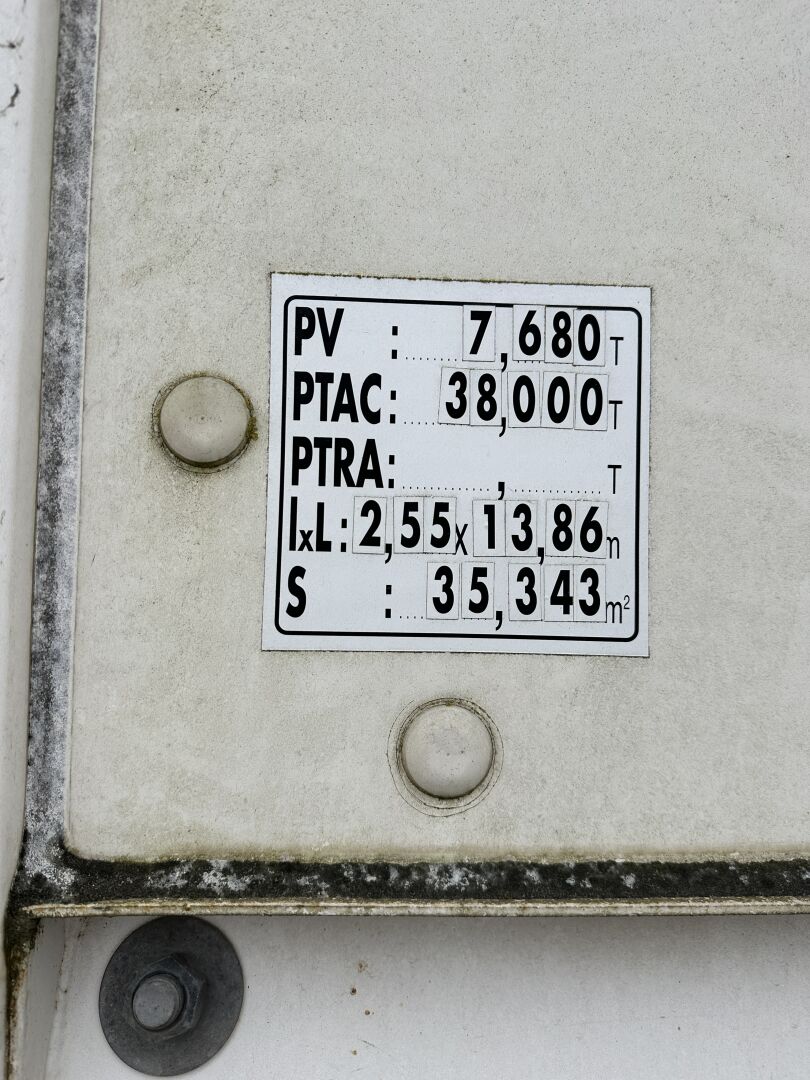 PV : 7,680 T
PTAC : 38,000 T
PTRA : , T
lxL : 2,55 x 13,86 m
S : 35,343 m²